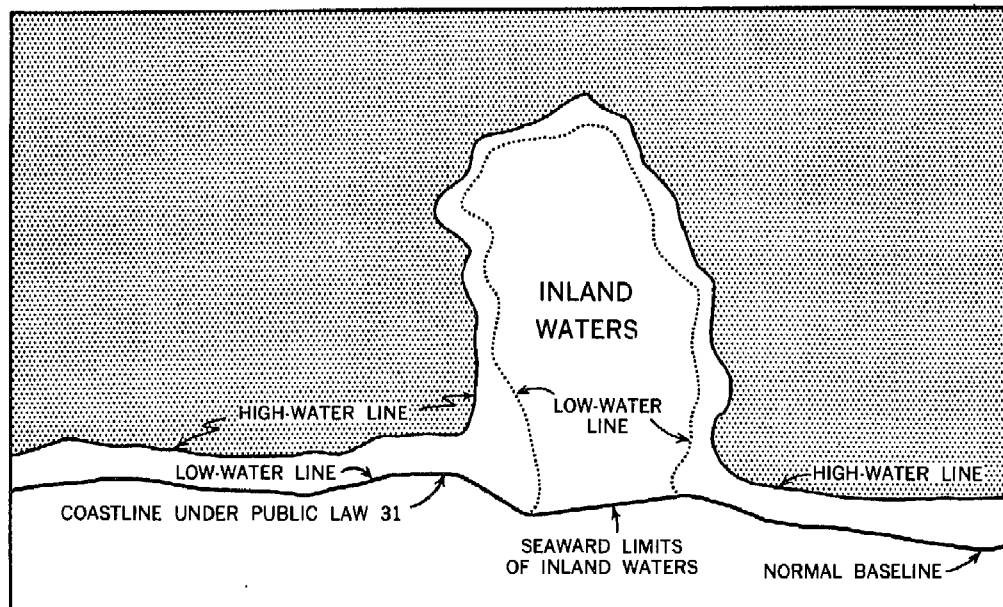 INLAND
WATERS
HIGH-WATER LINE
LOW-WATER
LINE
LOW-WATER LINE
HIGH-WATER LINE
COASTLINE UNDER PUBLIC LAW 31
SEAWARD LIMITS
OF INLAND WATERS
NORMAL BASELINE